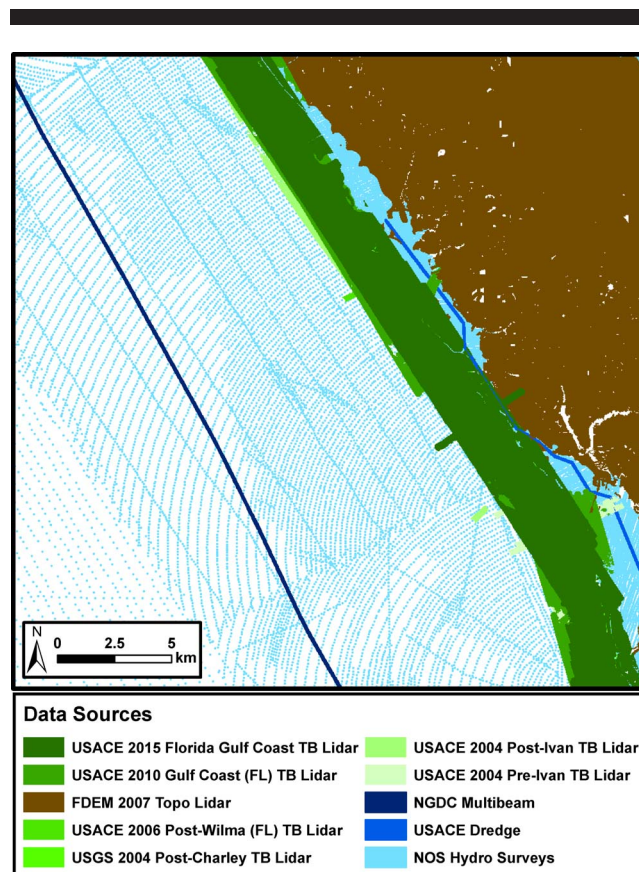 N
0 2.5 5
km
Data Sources
USACE 2015 Florida Gulf Coast TB Lidar
USACE 2010 Gulf Coast (FL) TB Lidar
FDEM 2007 Topo Lidar
USACE 2006 Post-Wilma (FL) TB Lidar
USGS 2004 Post-Charley TB Lidar
USACE 2004 Post-Ivan TB Lidar
USACE 2004 Pre-Ivan TB Lidar
NGDC Multibeam
USACE Dredge
NOS Hydro Surveys